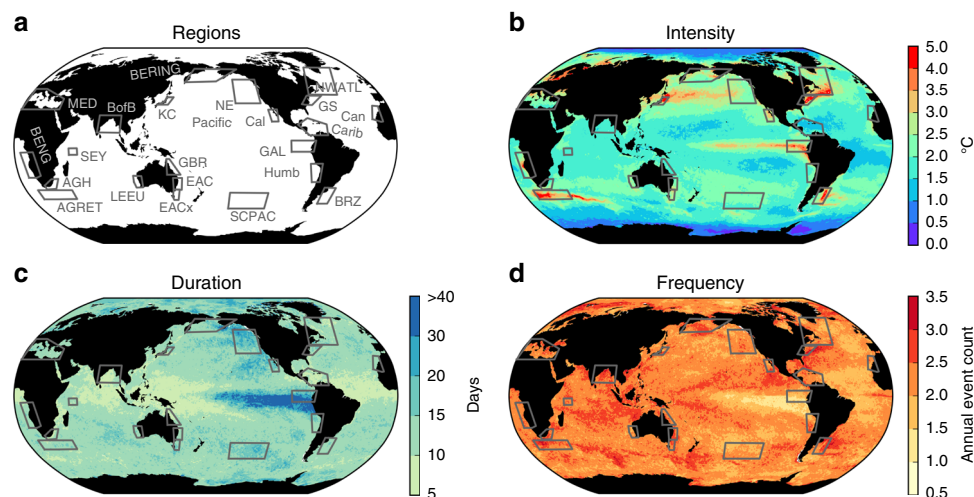 a
Regions
BERING
NWATL
MED
BofB
KC
NE
Pacific
Cal
GS
Can
Carib
BENG
SEY
GBR
GAL
AGH
LEEU
EAC
Humb
AGRET
EACx
SCPAC
BRZ
b
Intensity
5.0
4.0
3.5
3.0
2.5
2.0
1.5
1.0
0.5
0.0
°C
c
Duration
>40
30
20
15
10
5
Days
d
Frequency
3.5
3.0
2.5
2.0
1.5
1.0
0.5
Annual event count